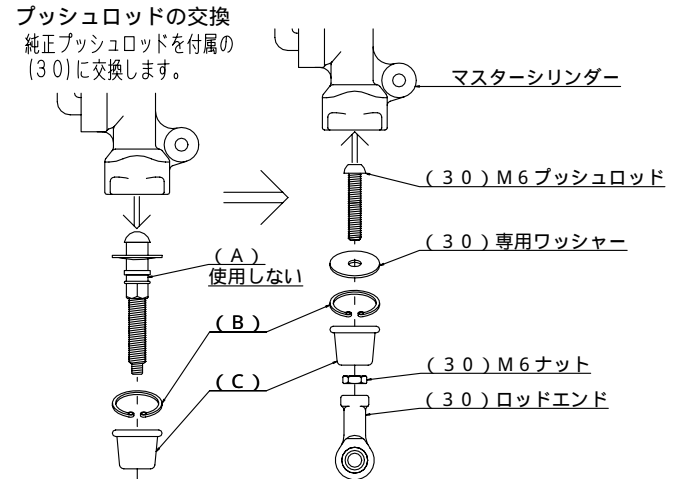 プッシュロッドの交換
純正プッシュロッドを付属の
(30)に交換します。
マスターシリンダー
(30)M6プッシュロッド
(30)専用ワッシャー
(A)
使用しない
(B)
(C)
(30)M6ナット
(30)ロッドエンド